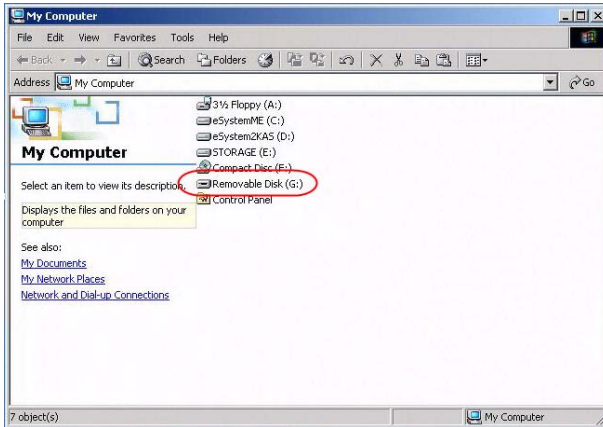 My Computer
File Edit View Favorites Tools Help
Back Search Folders
Address My Computer Go
3½ Floppy (A:)
eSystemME (C:)
eSystem2KAS (D:)
STORAGE (E:)
Compact Disc (F:)
Removable Disk (G:)
Control Panel
My Computer
Select an item to view its description.
Displays the files and folders on your
computer
See also:
My Documents
My Network Places
Network and Dial-up Connections
7 object(s) My Computer